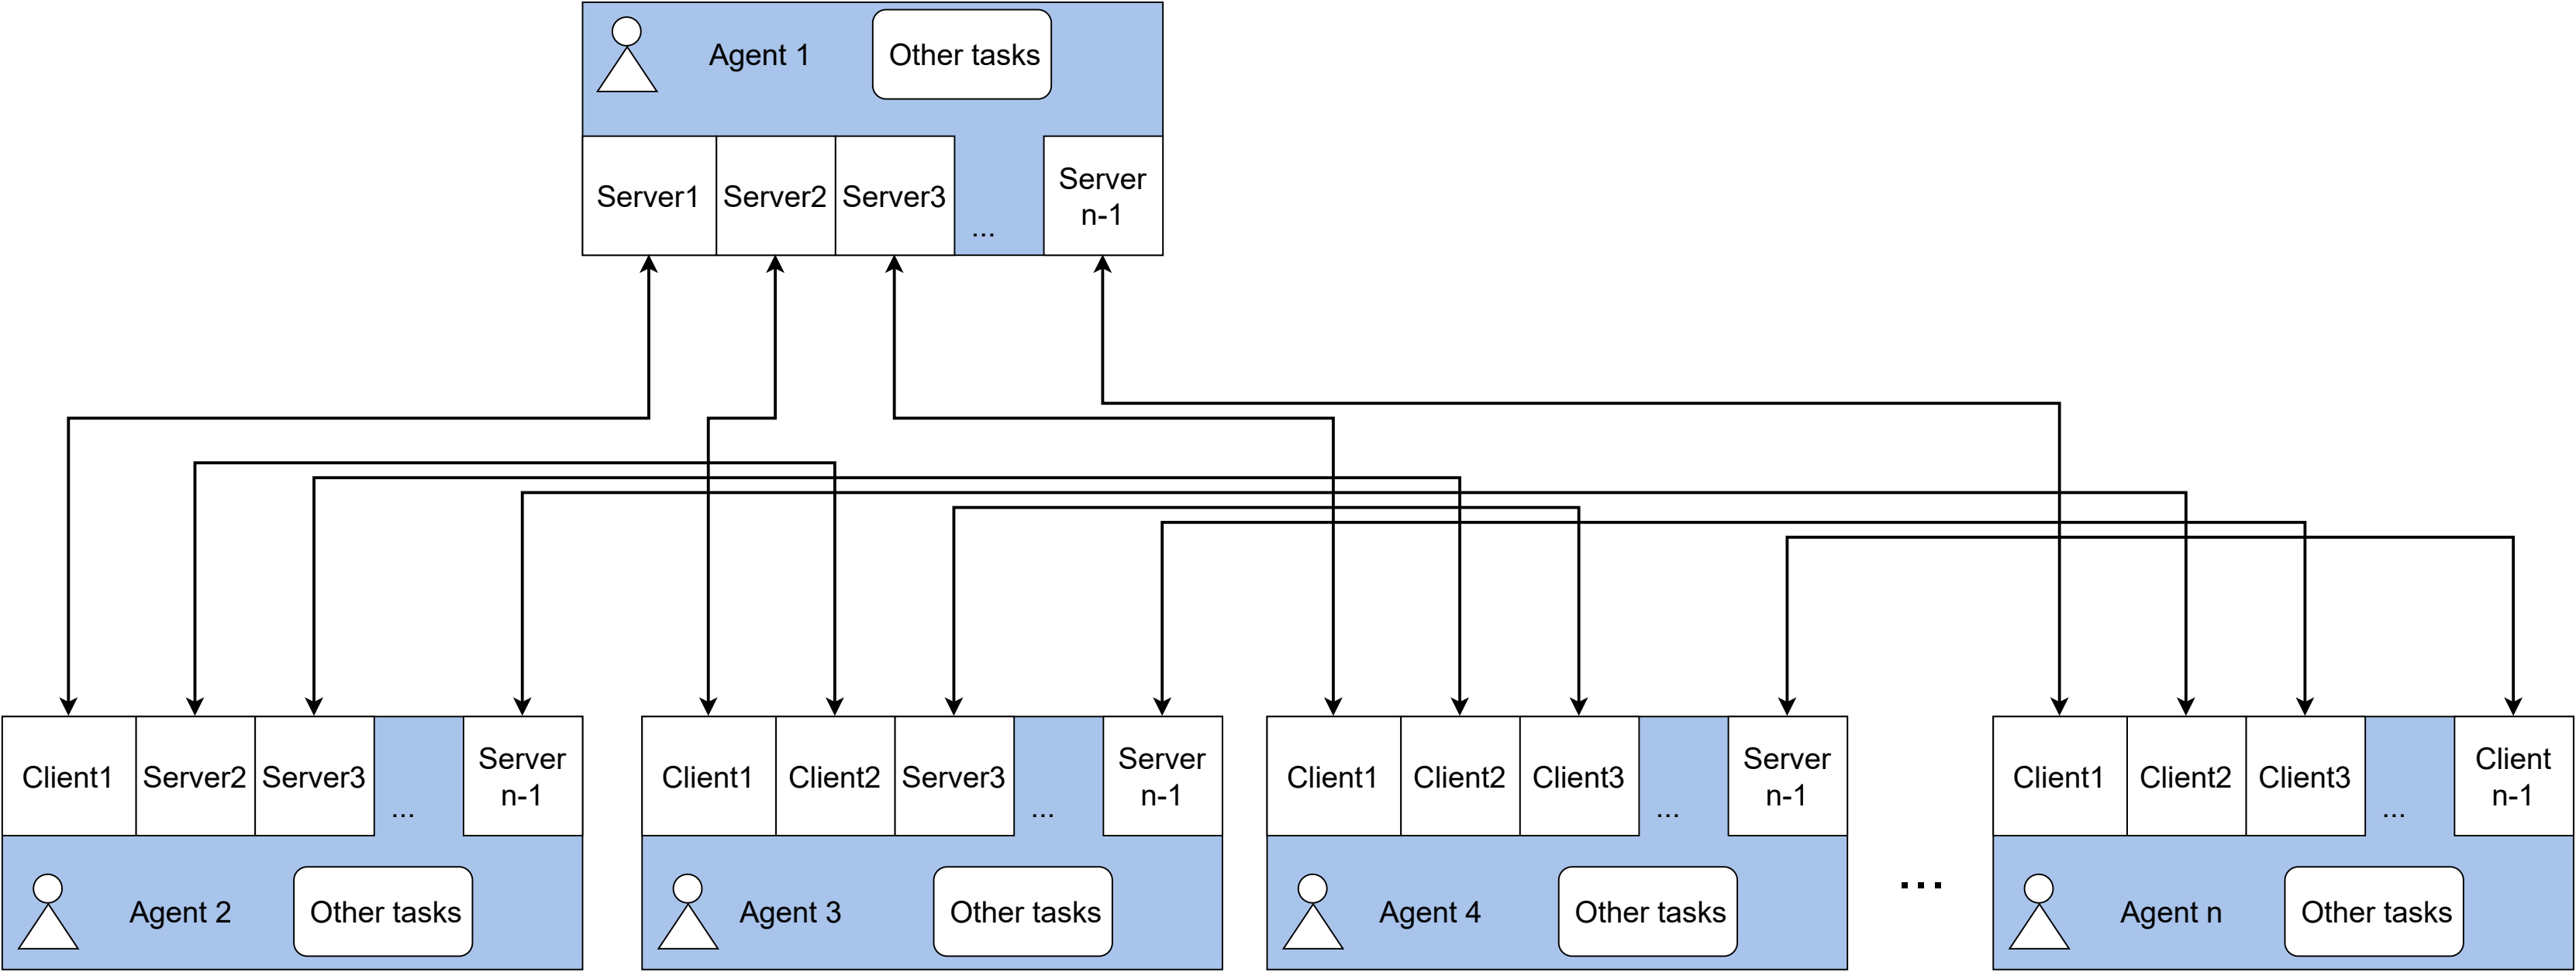 Agent 1
Other tasks
Server1
Server2
Server3
...
Server
n-1
Client1
Server2
Server3
...
Server
n-1
Agent 2
Other tasks
Client1
Client2
Server3
...
Server
n-1
Agent 3
Other tasks
Client1
Client2
Client3
...
Server
n-1
Agent 4
Other tasks
...
Client1
Client2
Client3
...
Client
n-1
Agent n
Other tasks